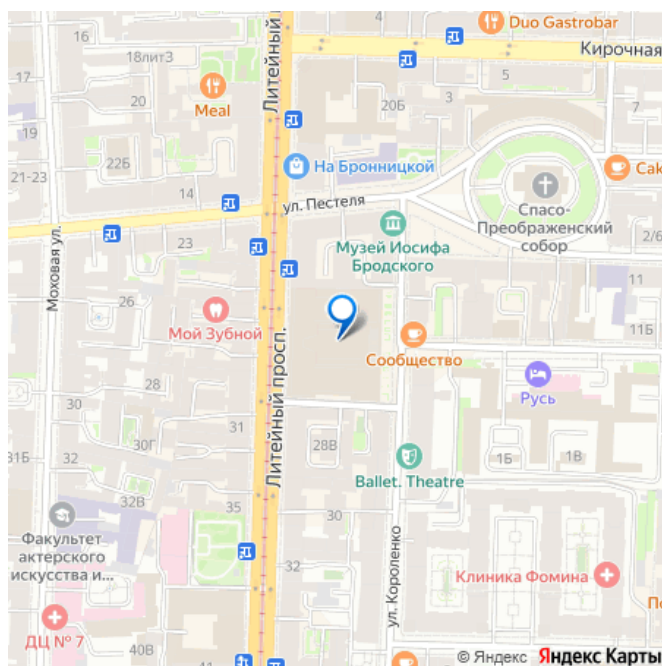 Duo Gastrobar
Литейный п
Кирочная
17
18лит3
20
Meal
20Б
3
5
7
19
22Б
21-23
14
На Бронницкой
Cak
ул. Пестеля
Спасо-
Преображенский
собор
Моховая ул.
23
Музей Иосифа
Бродского
2/6
11
26
Мой Зубной
11Б
Сообщество
Литейный просп.
28
Русь
30
31
30Г
28В
31Б
32
1Б
1В
Ballet. Theatre
32В
35
Факультет
актерского
искусства и...
30
ул. Короленко
32
Клиника Фомина
По
ДЦ № 7
40В
© Яндекс Яндекс Карты